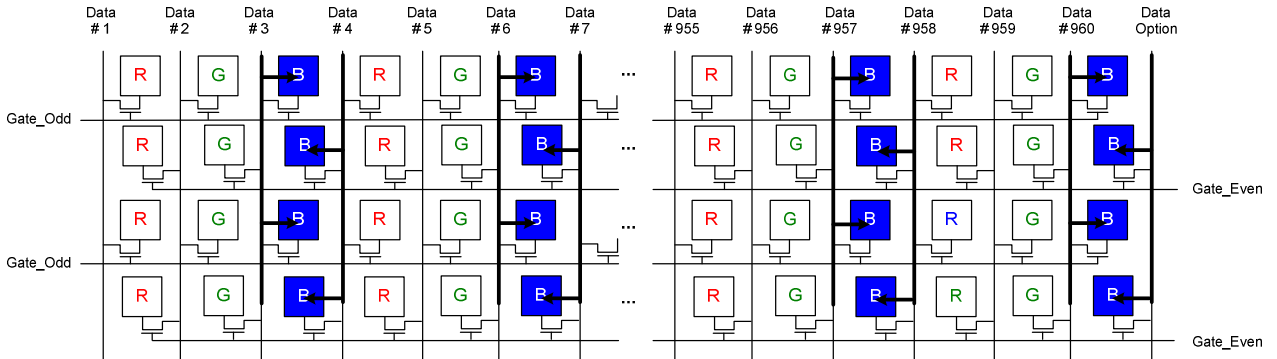 Data #1 Data #2 Data #3 Data #4 Data #5 Data #6 Data #7 Data #955 Data #956 Data #957 Data #958 Data #959 Data #960 Data Option
R G B R G B ... R G B R G B
Gate_Odd
R G B R G B ... R G B R G B
Gate_Even
R G B R G B ... R G B R G B
Gate_Odd
R G B R G B ... R G B R G B
Gate_Even